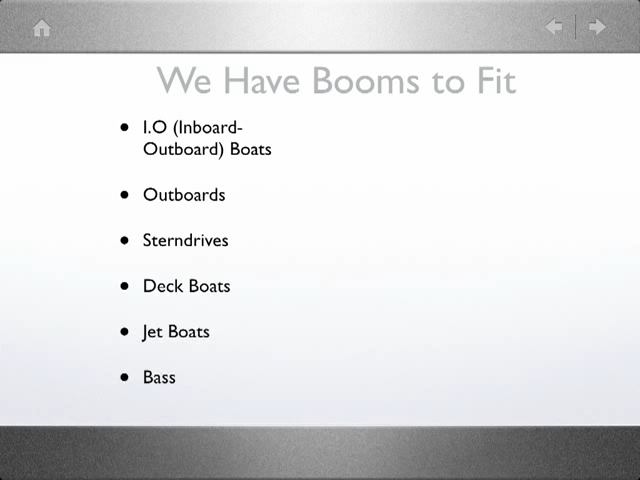 We Have Booms to Fit
• I.O (Inboard-
Outboard) Boats
• Outboards
• Sterndrives
• Deck Boats
• Jet Boats
• Bass